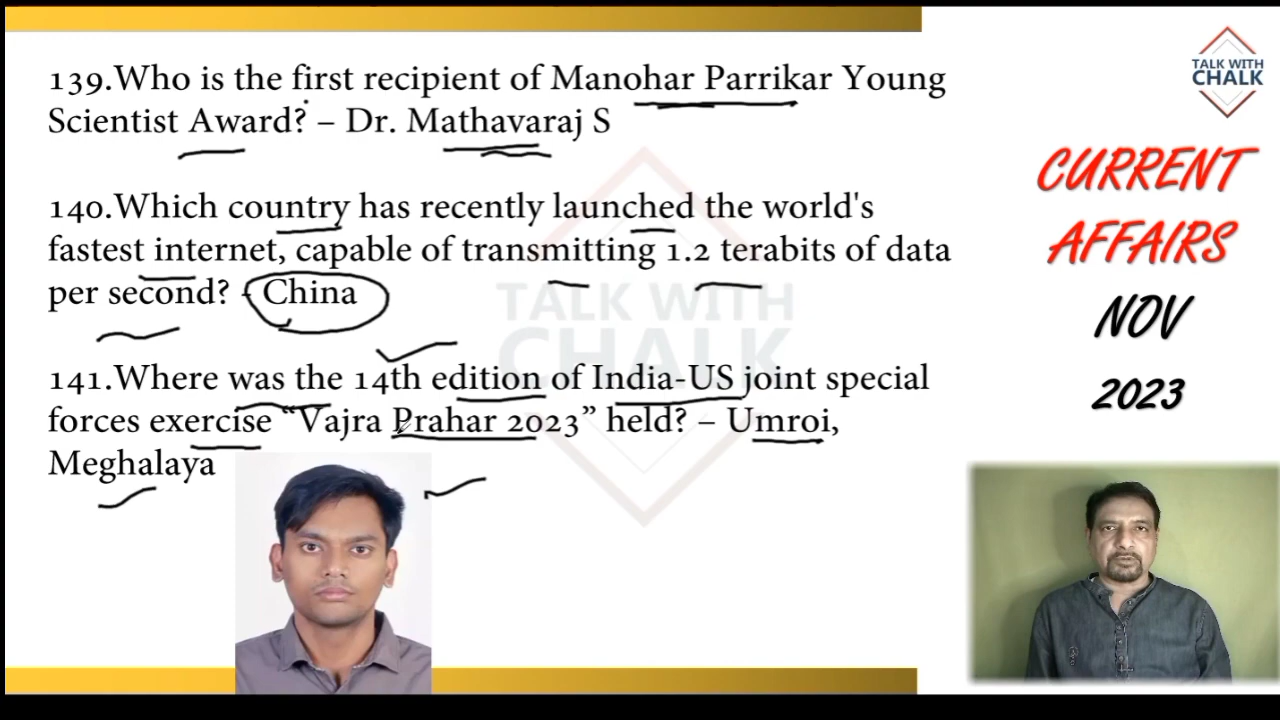 139.Who is the first recipient of Manohar Parrikar Young
Scientist Award? – Dr. Mathavaraj S
140.Which country has recently launched the world's
fastest internet, capable of transmitting 1.2 terabits of data
per second? - China
141.Where was the 14th edition of India-US joint special
forces exercise “Vajra Prahar 2023” held? – Umroi,
Meghalaya
TALK WITH
CHALK
TALK WITH
CHALK
CURRENT
AFFAIRS
NOV
2023